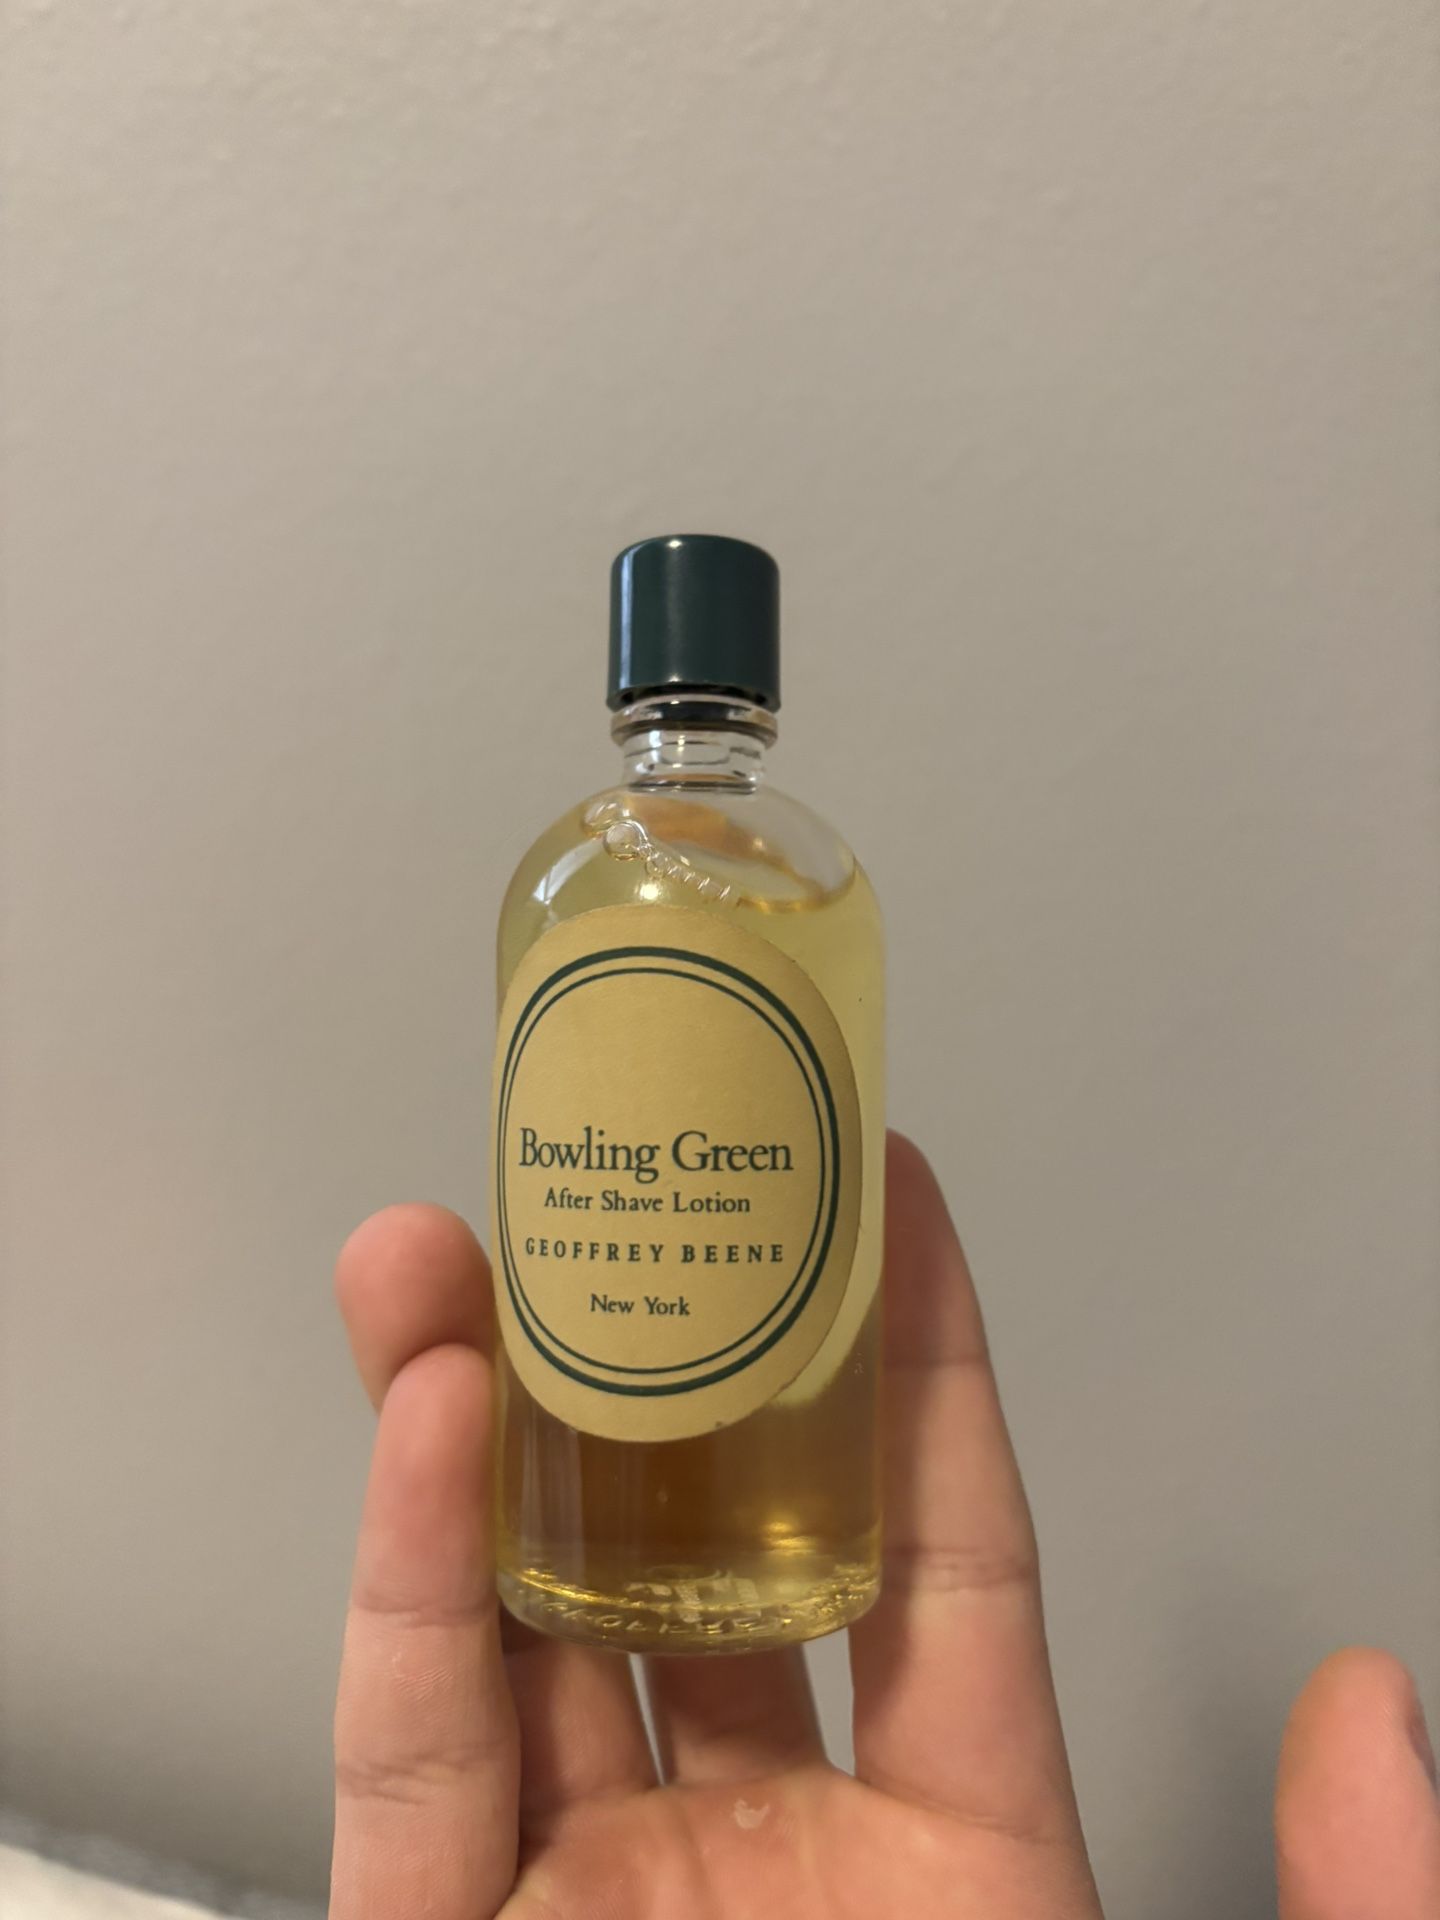 Bowling Green
After Shave Lotion
GEOFFREY BEENE
New York